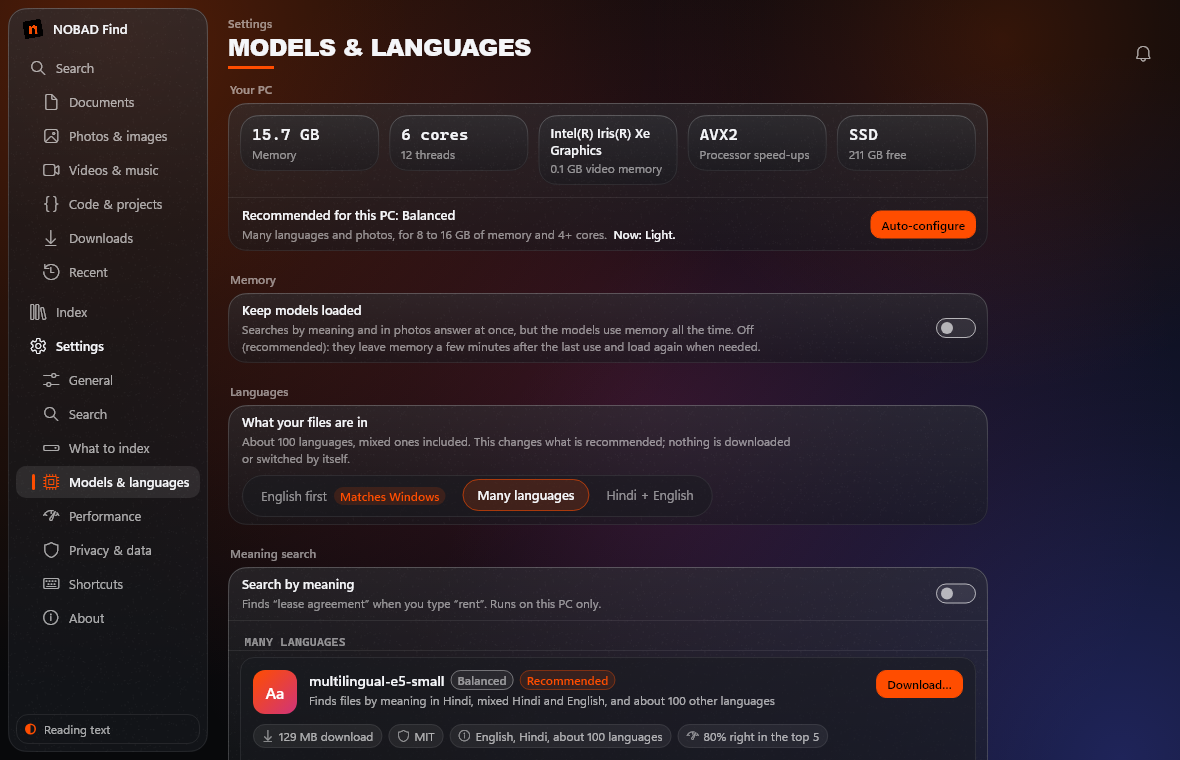 NOBAD Find
Search
Documents
Photos & images
Videos & music
Code & projects
Downloads
Recent
Index
Settings
General
Search
What to index
Models & languages
Performance
Privacy & data
Shortcuts
About
Reading text
Settings
MODELS & LANGUAGES
Your PC
15.7 GB
Memory
6 cores
12 threads
Intel(R) Iris(R) Xe
Graphics
0.1 GB video memory
AVX2
Processor speed-ups
SSD
211 GB free
Recommended for this PC: Balanced
Many languages and photos, for 8 to 16 GB of memory and 4+ cores. Now: Light.
Auto-configure
Memory
Keep models loaded
Searches by meaning and in photos answer at once, but the models use memory all the time. Off
(recommended): they leave memory a few minutes after the last use and load again when needed.
Languages
What your files are in
About 100 languages, mixed ones included. This changes what is recommended; nothing is downloaded
or switched by itself.
English first Matches Windows Many languages Hindi + English
Meaning search
Search by meaning
Finds “lease agreement” when you type “rent”. Runs on this PC only.
MANY LANGUAGES
Aa
multilingual-e5-small Balanced Recommended
Finds files by meaning in Hindi, mixed Hindi and English, and about 100 other languages
Download...
129 MB download MIT English, Hindi, about 100 languages 80% right in the top 5